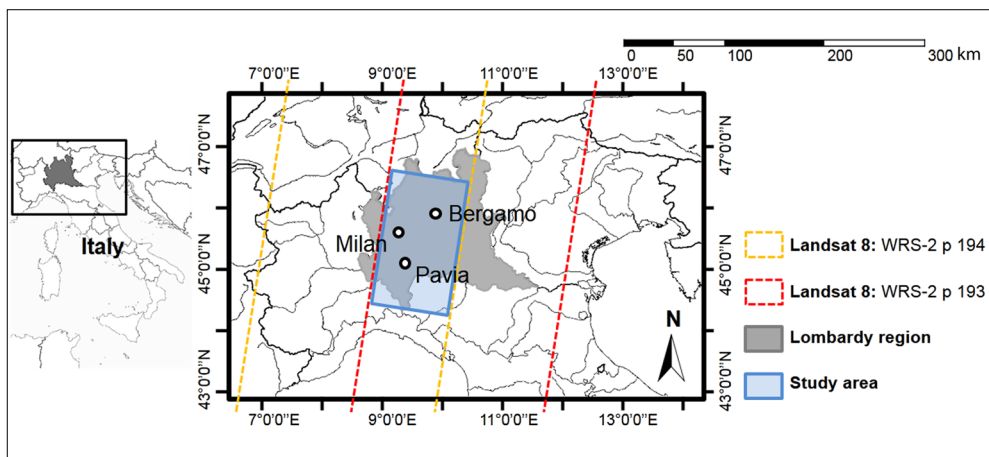 0 50 100 200 300 km
7°0'0"E 9°0'0"E 11°0'0"E 13°0'0"E
47°0'0"N 47°0'0"N
Italy
Bergamo
Milan
Pavia
45°0'0"N 45°0'0"N
N
43°0'0"N 43°0'0"N
7°0'0"E 9°0'0"E 11°0'0"E 13°0'0"E
Landsat 8: WRS-2 p 194
Landsat 8: WRS-2 p 193
Lombardy region
Study area